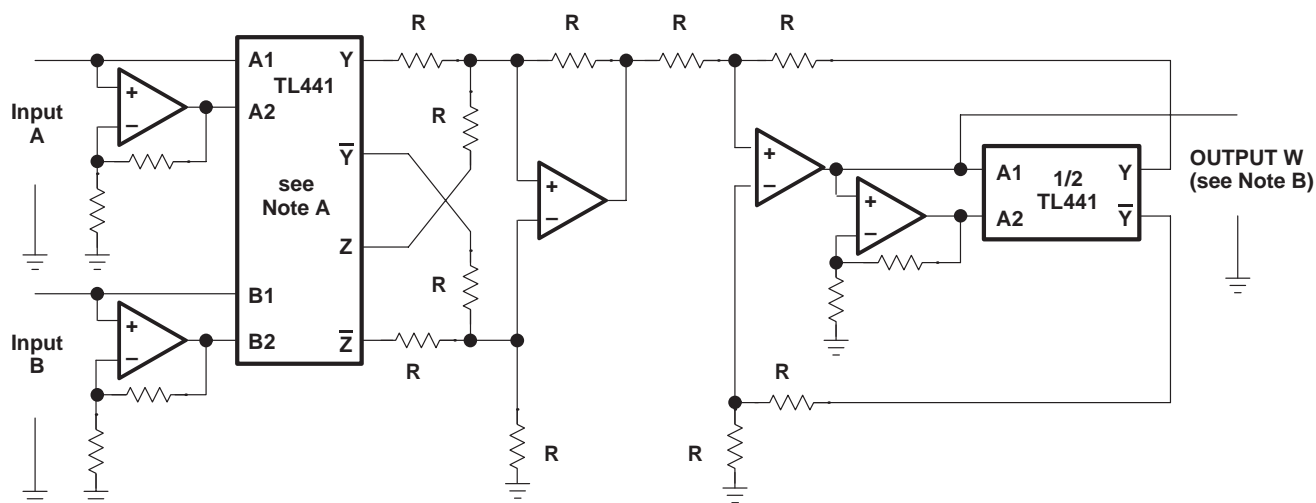 R
R
R
R
A1
Y
TL441
Input
A
+
−
A2
R
Y
see
Note A
Z
+
−
+
−
A1
1/2
TL441
Y
A2
Y
OUTPUT W
(see Note B)
+
−
R
B1
Input
B
+
−
B2
Z
R
R
R
R